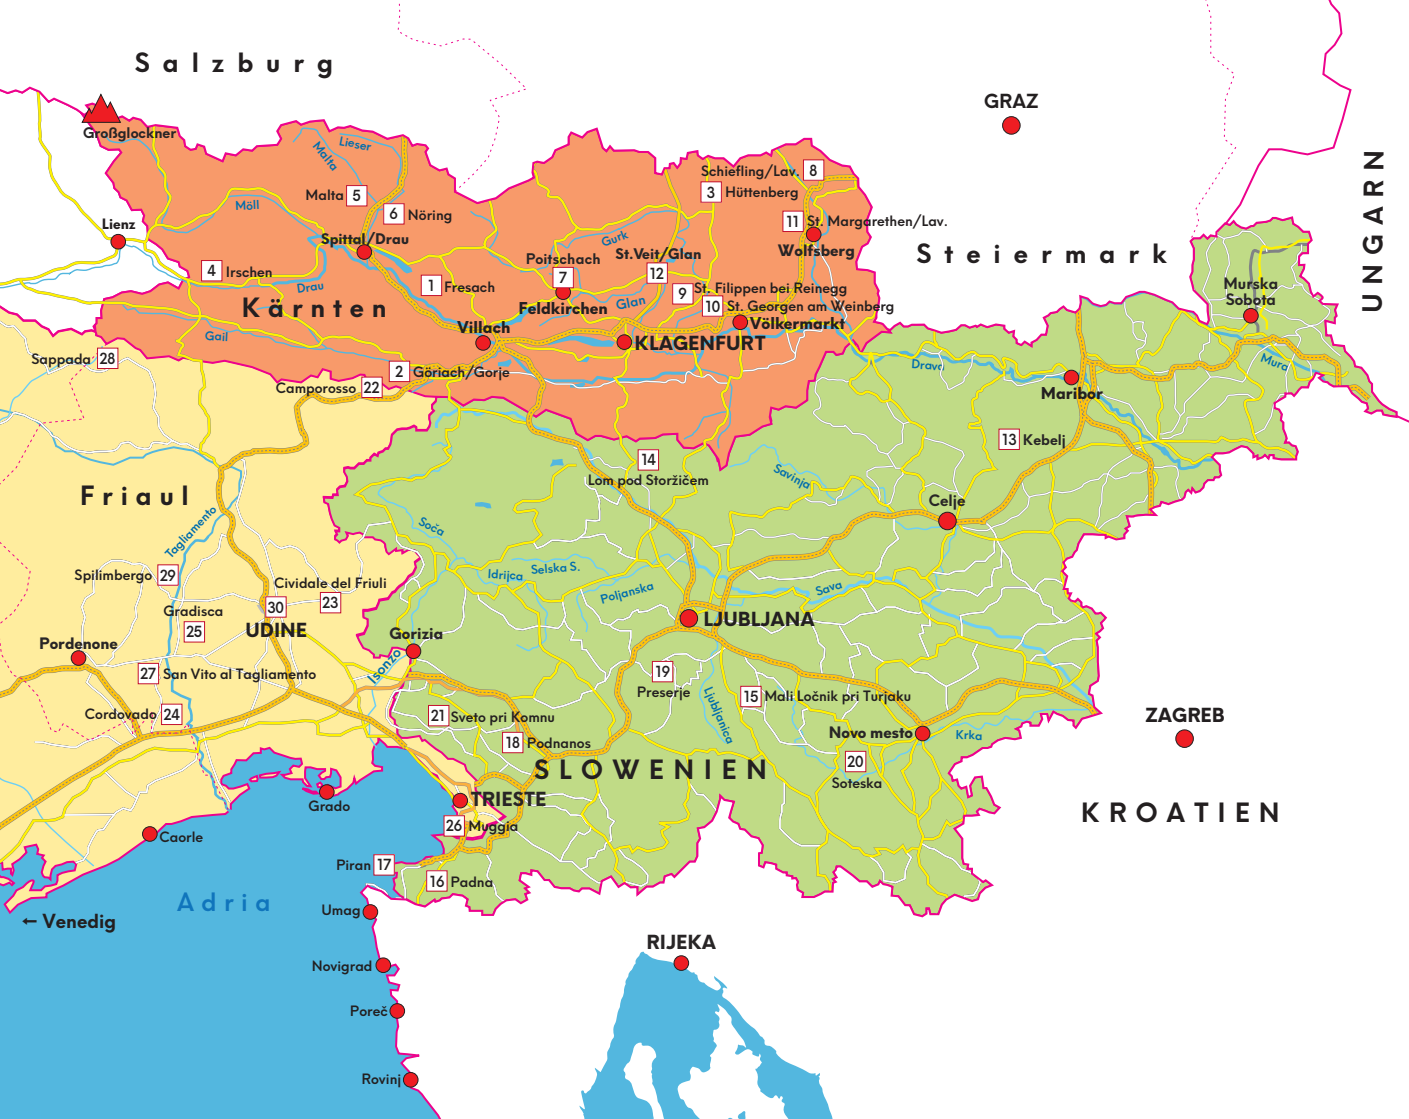 Salzburg
GRAZ
Großglockner
Lieser
Malta
UNGARN
Schiefling/Lav. 8
Malta 5
3 Hüttenberg
Möll
6 Nöring
11 St. Margarethen/Lav.
Lienz
Spittal/Drau
Gurk
St.Veit/Glan
Wolfsberg
Steiermark
Poitschach
4 Irschen
7
12
Drau
1 Fresach
9 St. Filippen bei Reinegg
Murska
Sobota
Kärnten
Feldkirchen
Glan
10 St. Georgen am Weinberg
Villach
Völkermarkt
Gail
KLAGENFURT
Sappada 28
2 Göriach/Gorje
Drava
Mura
Camporosso 22
Maribor
13 Kebelj
14
Lom pod Storžičem
Savinja
Friaul
Celje
Tagliamento
Soča
Spilimbergo 29
Idrijca
Selska S.
Cividale del Friuli
Poljanska
Sava
Gradisca
30
23
25
UDINE
LJUBLJANA
Pordenone
Gorizia
Isonzo
27 San Vito al Tagliamento
19
Preserje
Ljubljanica
15 Mali Ločnik pri Turjaku
Cordovado 24
21 Sveto pri Komnu
ZAGREB
18 Podnanos
Novo mesto
Krka
SLOWENIEN
20
Soteska
Grado
TRIESTE
KROATIEN
26 Muggia
Caorle
Piran 17
16 Padna
Adria
Umag
← Venedig
RIJEKA
Novigrad
Poreč
Rovinj